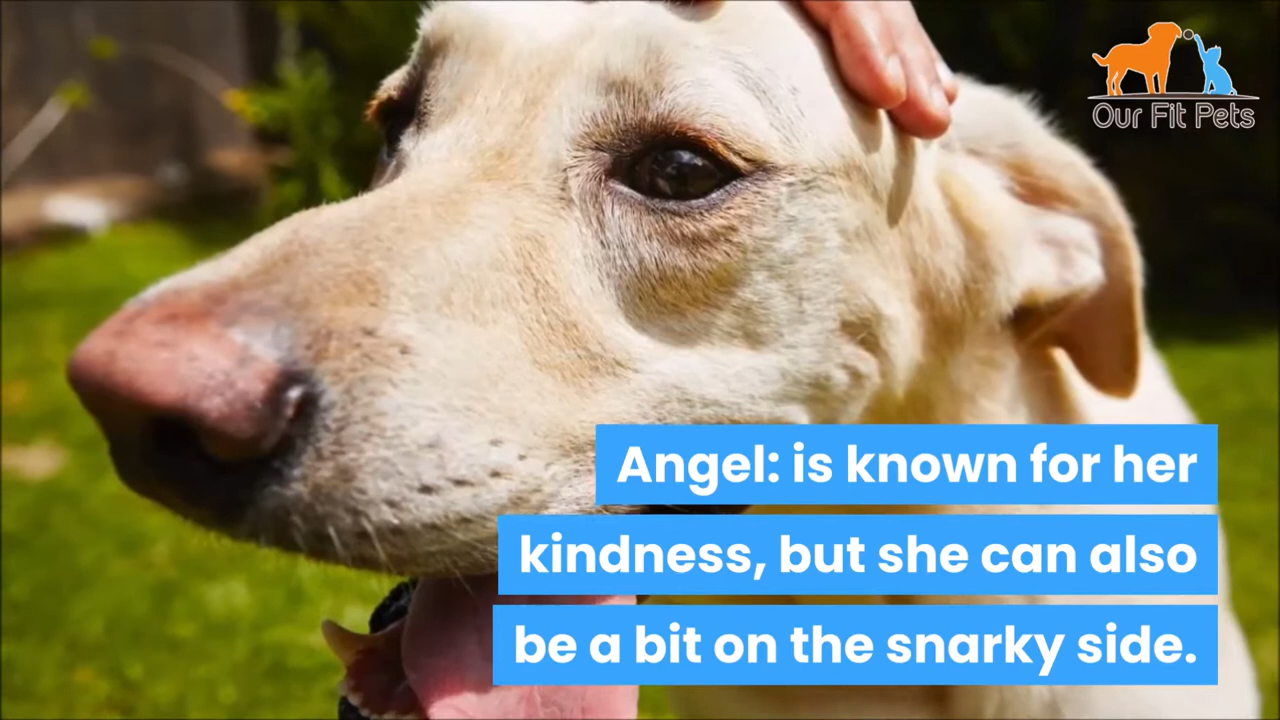 Our Fit Pets
Angel: is known for her
kindness, but she can also
be a bit on the snarky side.